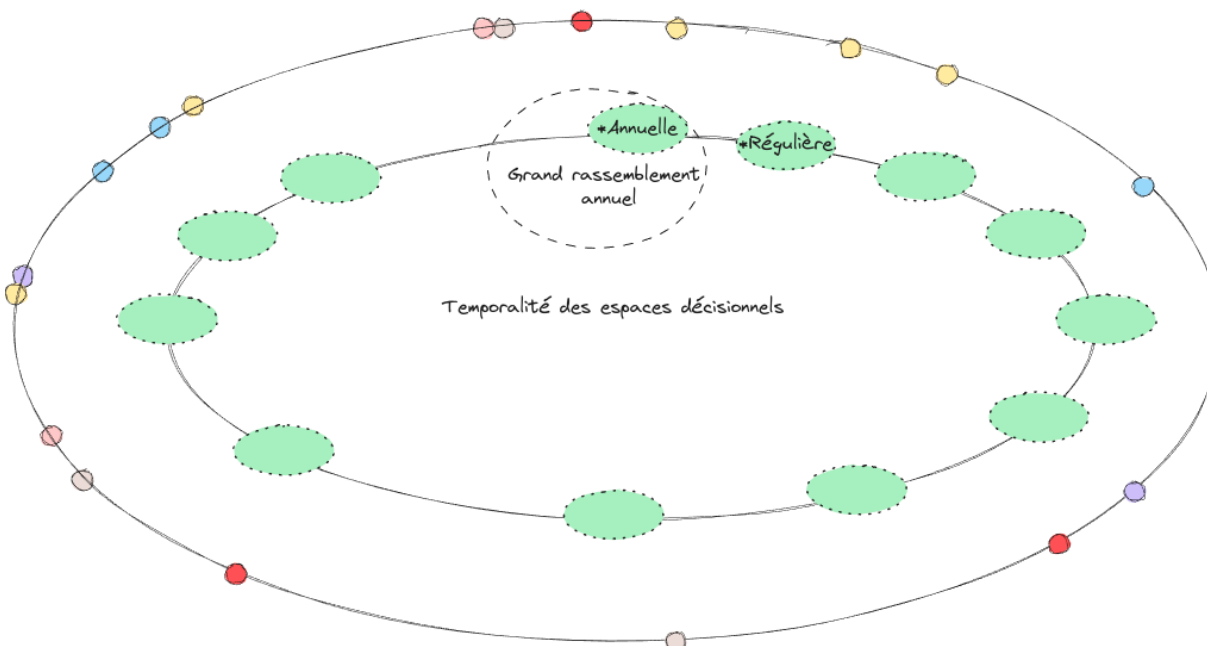 *Annuelle
*Régulière
Grand rassemblement
annuel
Temporalité des espaces décisionnels